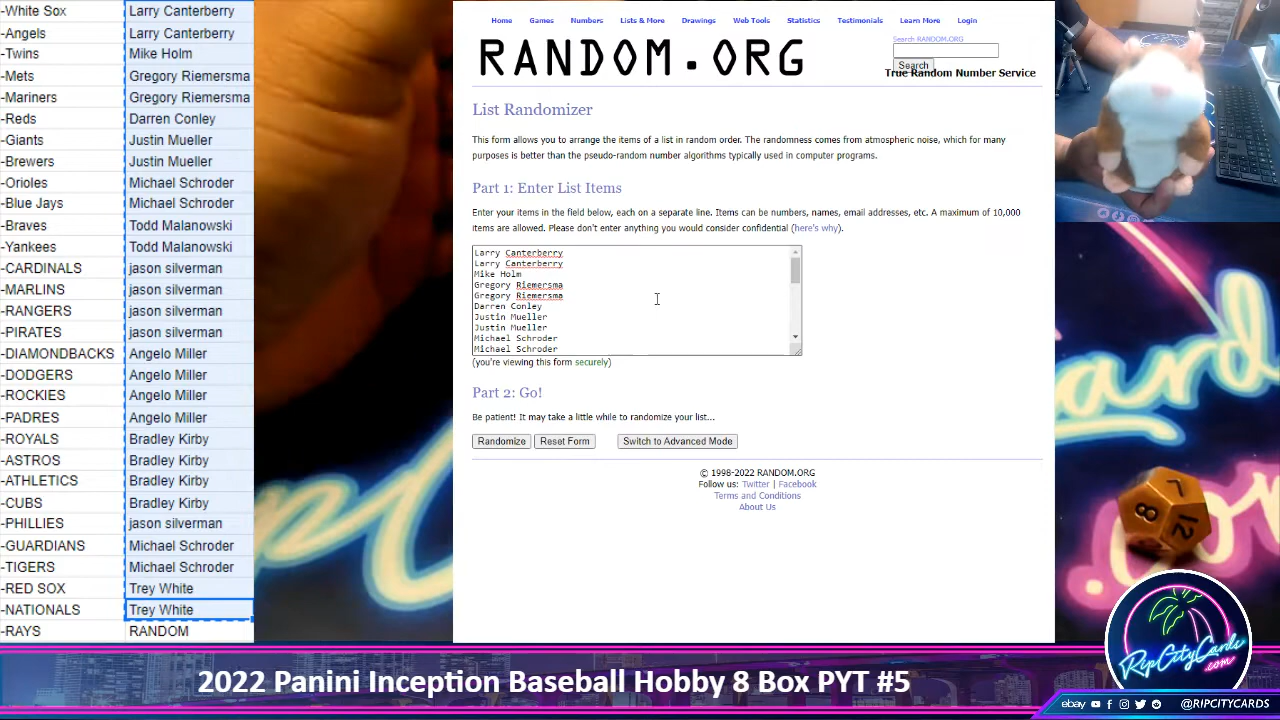 -White Sox Larry Canterberry
-Angels Larry Canterberry
-Twins Mike Holm
-Mets Gregory Riemersma
-Mariners Gregory Riemersma
-Reds Darren Conley
-Giants Justin Mueller
-Brewers Justin Mueller
-Orioles Michael Schroder
-Blue Jays Michael Schroder
-Braves Todd Malanowski
-Yankees Todd Malanowski
-CARDINALS jason silverman
-MARLINS jason silverman
-RANGERS jason silverman
-PIRATES jason silverman
-DIAMONDBACKS Angelo Miller
-DODGERS Angelo Miller
-ROCKIES Angelo Miller
-PADRES Angelo Miller
-ROYALS Bradley Kirby
-ASTROS Bradley Kirby
-ATHLETICS Bradley Kirby
-CUBS Bradley Kirby
-PHILLIES jason silverman
-GUARDIANS Michael Schroder
-TIGERS Michael Schroder
-RED SOX Trey White
-NATIONALS Trey White
-RAYS RANDOM
Home Games Numbers Lists & More Drawings Web Tools Statistics Testimonials Learn More Login
RANDOM.ORG
Search RANDOM.ORG
Search
True Random Number Service
List Randomizer
This form allows you to arrange the items of a list in random order. The randomness comes from atmospheric noise, which for many
purposes is better than the pseudo-random number algorithms typically used in computer programs.
Part 1: Enter List Items
Enter your items in the field below, each on a separate line. Items can be numbers, names, email addresses, etc. A maximum of 10,000
items are allowed. Please don't enter anything you would consider confidential (here's why).
Larry Canterberry
Larry Canterberry
Mike Holm
Gregory Riemersma
Gregory Riemersma
Darren Conley
Justin Mueller
Justin Mueller
Michael Schroder
Michael Schroder
(you're viewing this form securely)
Part 2: Go!
Be patient! It may take a little while to randomize your list...
Randomize Reset Form Switch to Advanced Mode
© 1998-2022 RANDOM.ORG
Follow us: Twitter | Facebook
Terms and Conditions
About Us
8
12
RipCityCards
.com
2022 Panini Inception Baseball Hobby 8 Box PYT #5
ebay @RIPCITYCARDS